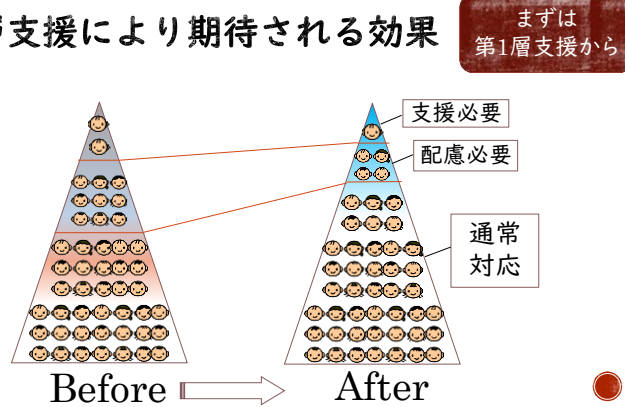 支援により期待される効果
まずは
第1層支援から
支援必要
配慮必要
通常
対応
Before
After